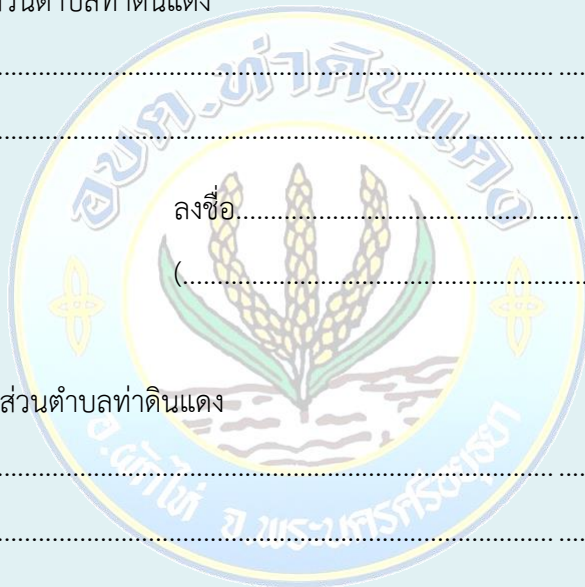 ส่วนตำบลท่าดินแดง
อบต.ท่าดินแดง
ลงชื่อ........................................................
(........................................................
ส่วนตำบลท่าดินแดง
อ.ผักไห่ จ.พระนครศรีอยุธยา